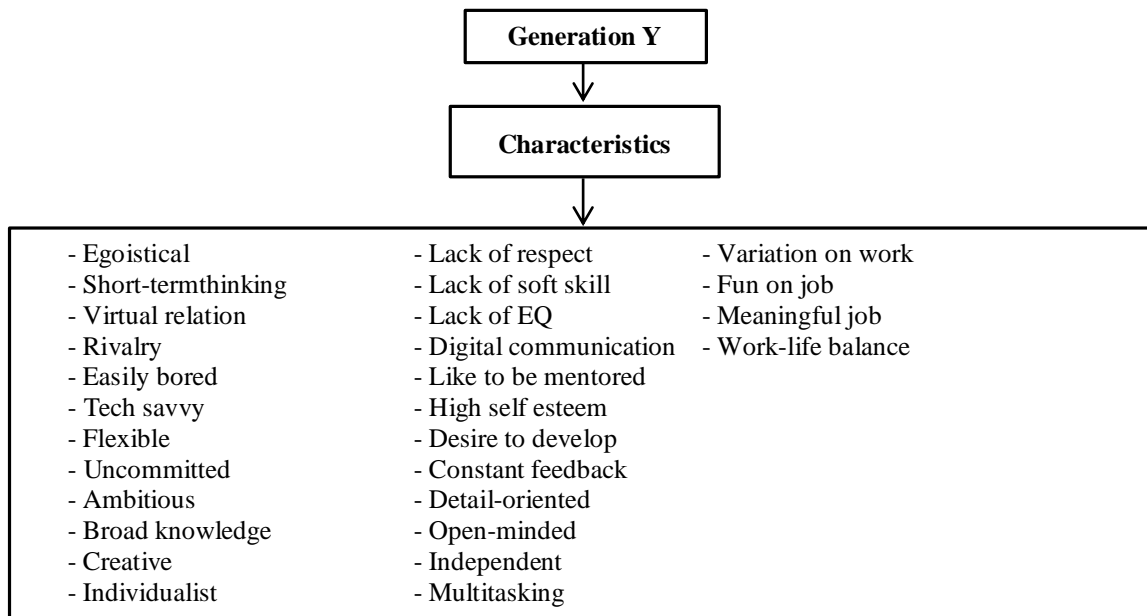 Generation Y
Characteristics
- Egoistical
- Short-termthinking
- Virtual relation
- Rivalry
- Easily bored
- Tech savvy
- Flexible
- Uncommitted
- Ambitious
- Broad knowledge
- Creative
- Individualist
- Lack of respect
- Lack of soft skill
- Lack of EQ
- Digital communication
- Like to be mentored
- High self esteem
- Desire to develop
- Constant feedback
- Detail-oriented
- Open-minded
- Independent
- Multitasking
- Variation on work
- Fun on job
- Meaningful job
- Work-life balance